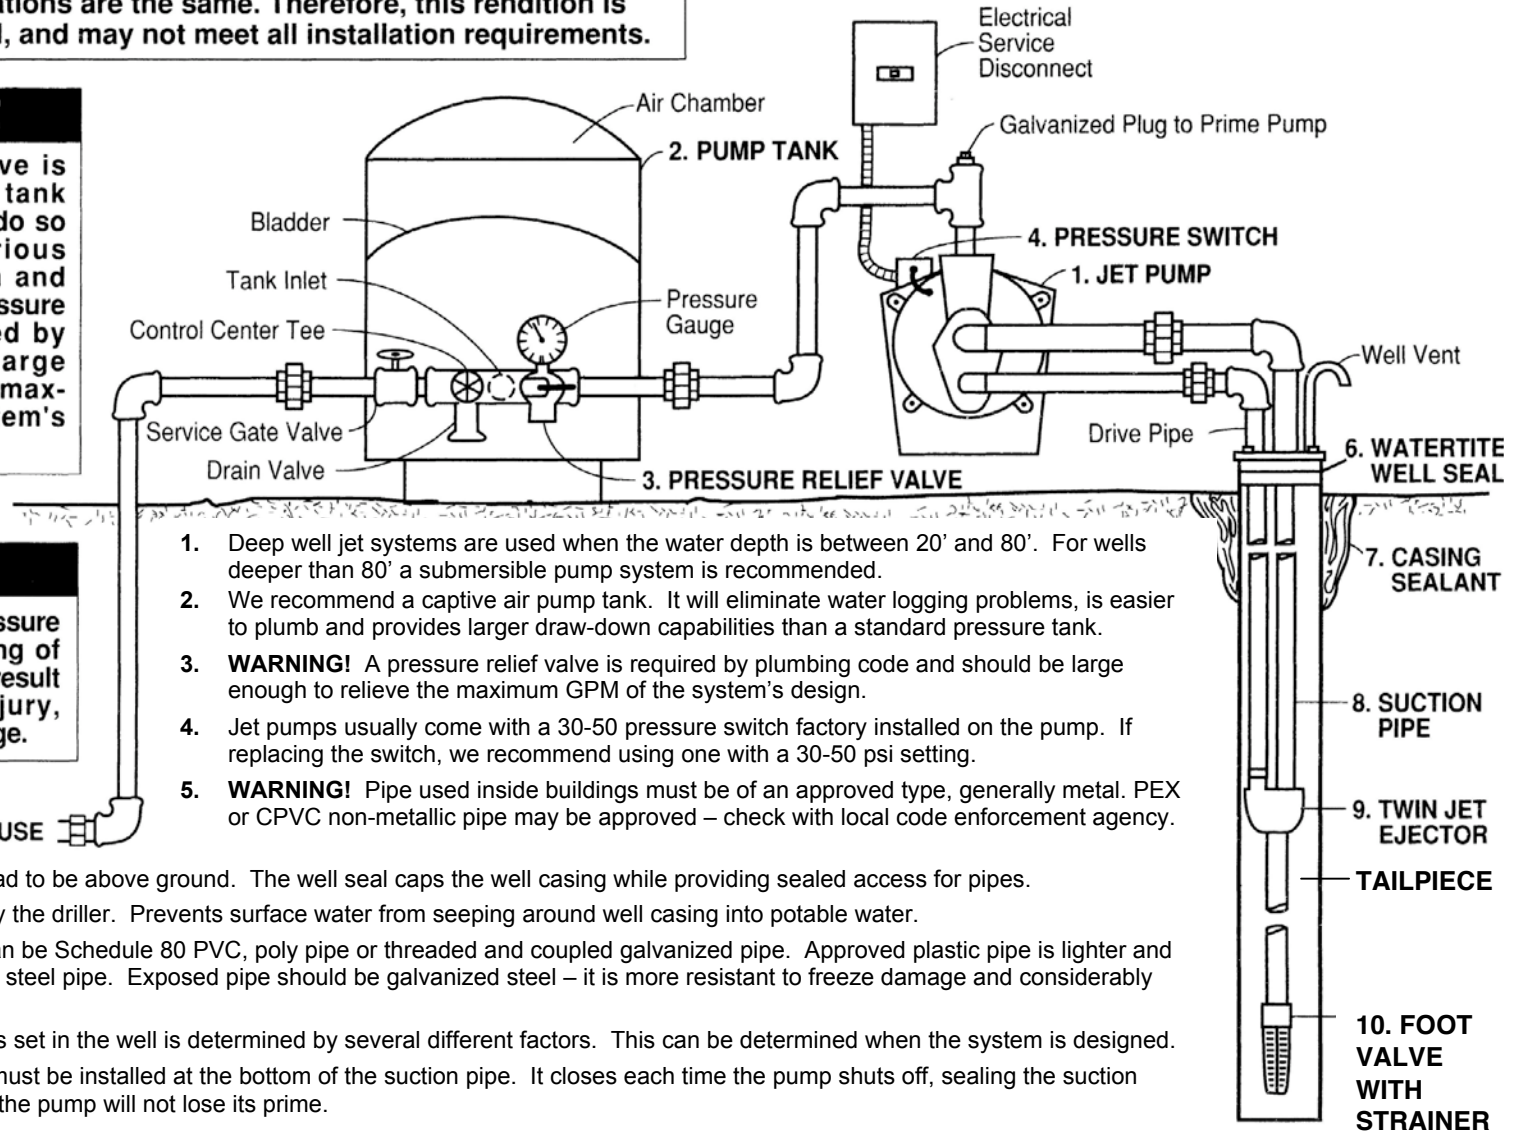 ations are the same. Therefore, this rendition is
, and may not meet all installation requirements.
Electrical
Service
Disconnect
Air Chamber
Galvanized Plug to Prime Pump
2. PUMP TANK
ve is
tank
do so
rious
and
ssure
ed by
arge
max-
em's
Bladder
4. PRESSURE SWITCH
Tank Inlet
1. JET PUMP
Pressure
Gauge
Control Center Tee
Well Vent
Service Gate Valve
Drive Pipe
Drain Valve
3. PRESSURE RELIEF VALVE
6. WATERTITE
WELL SEAL
1. Deep well jet systems are used when the water depth is between 20’ and 80’. For wells
deeper than 80’ a submersible pump system is recommended.
2. We recommend a captive air pump tank. It will eliminate water logging problems, is easier
to plumb and provides larger draw-down capabilities than a standard pressure tank.
3. WARNING! A pressure relief valve is required by plumbing code and should be large
enough to relieve the maximum GPM of the system’s design.
4. Jet pumps usually come with a 30-50 pressure switch factory installed on the pump. If
replacing the switch, we recommend using one with a 30-50 psi setting.
5. WARNING! Pipe used inside buildings must be of an approved type, generally metal. PEX
or CPVC non-metallic pipe may be approved – check with local code enforcement agency.
7. CASING
SEALANT
ssure
ng of
result
jury,
ge.
8. SUCTION
PIPE
9. TWIN JET
EJECTOR
USE
TAILPIECE
ad to be above ground. The well seal caps the well casing while providing sealed access for pipes.
y the driller. Prevents surface water from seeping around well casing into potable water.
an be Schedule 80 PVC, poly pipe or threaded and coupled galvanized pipe. Approved plastic pipe is lighter and
steel pipe. Exposed pipe should be galvanized steel – it is more resistant to freeze damage and considerably
s set in the well is determined by several different factors. This can be determined when the system is designed.
must be installed at the bottom of the suction pipe. It closes each time the pump shuts off, sealing the suction
the pump will not lose its prime.
10. FOOT
VALVE
WITH
STRAINER